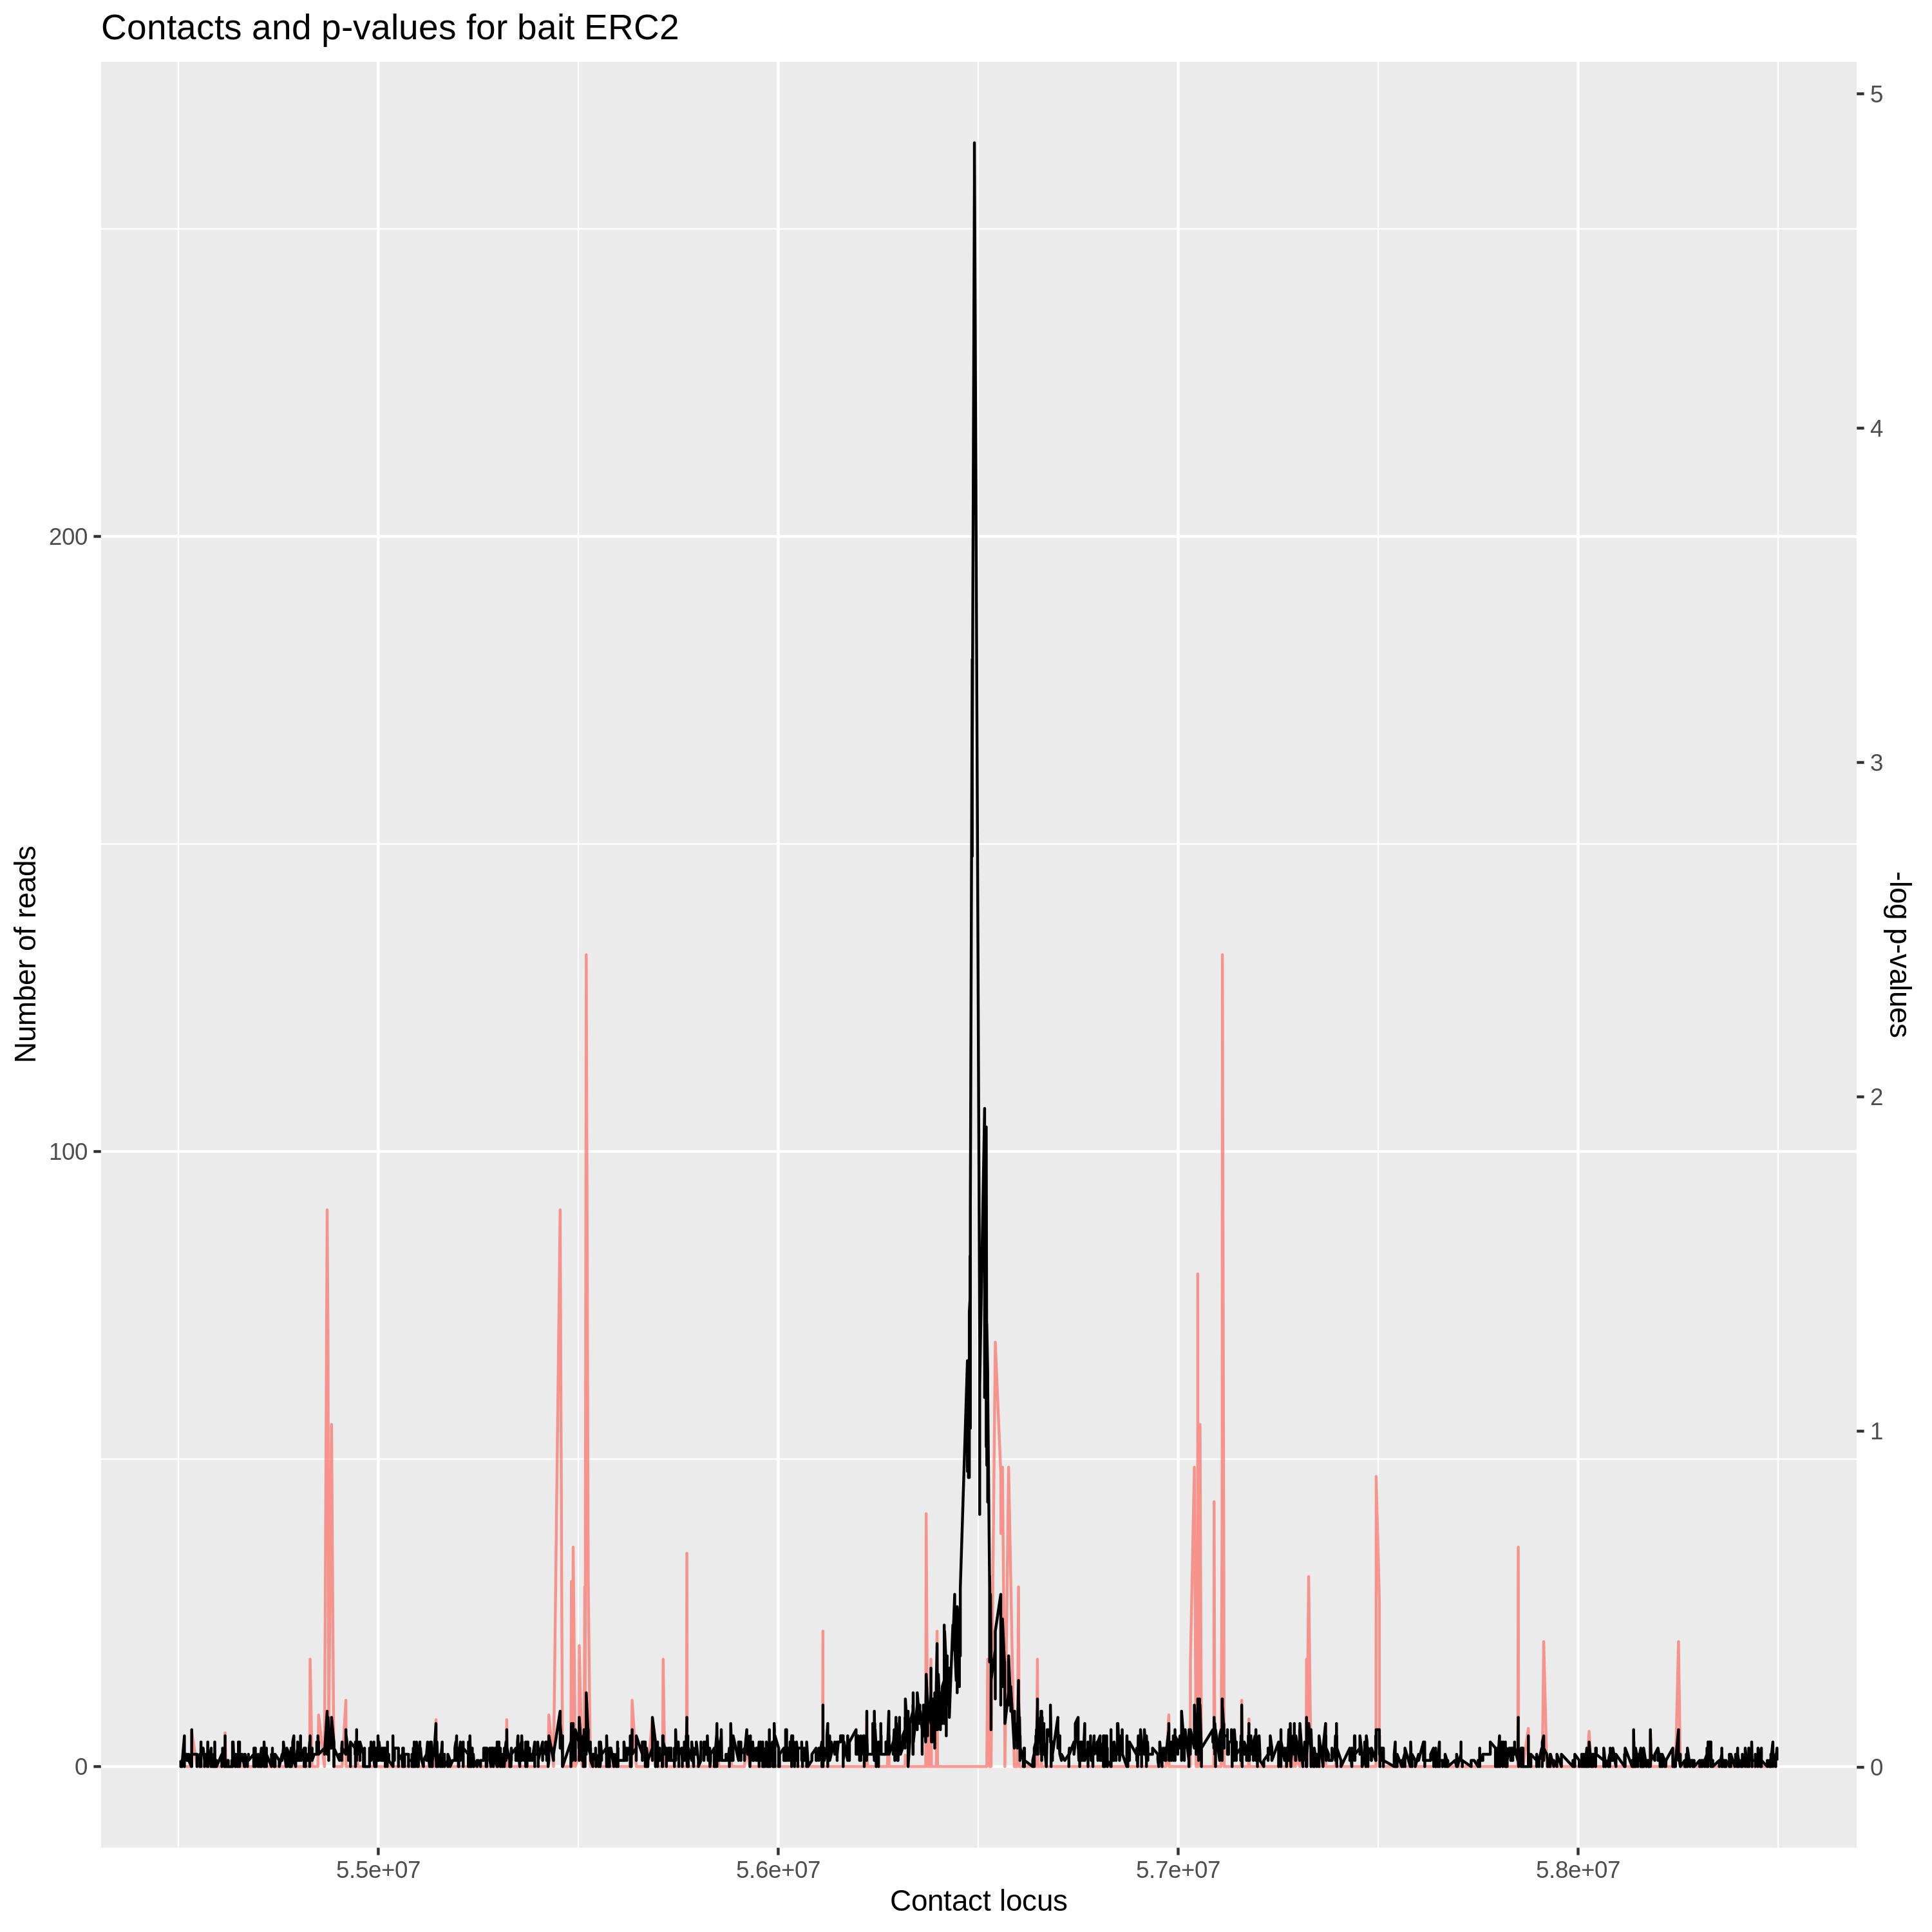 Contacts and p-values for bait ERC2
Number of reads
200
100
0
5
4
3
2
1
0
-log p-values
5.5e+07
5.6e+07
5.7e+07
5.8e+07
Contact locus